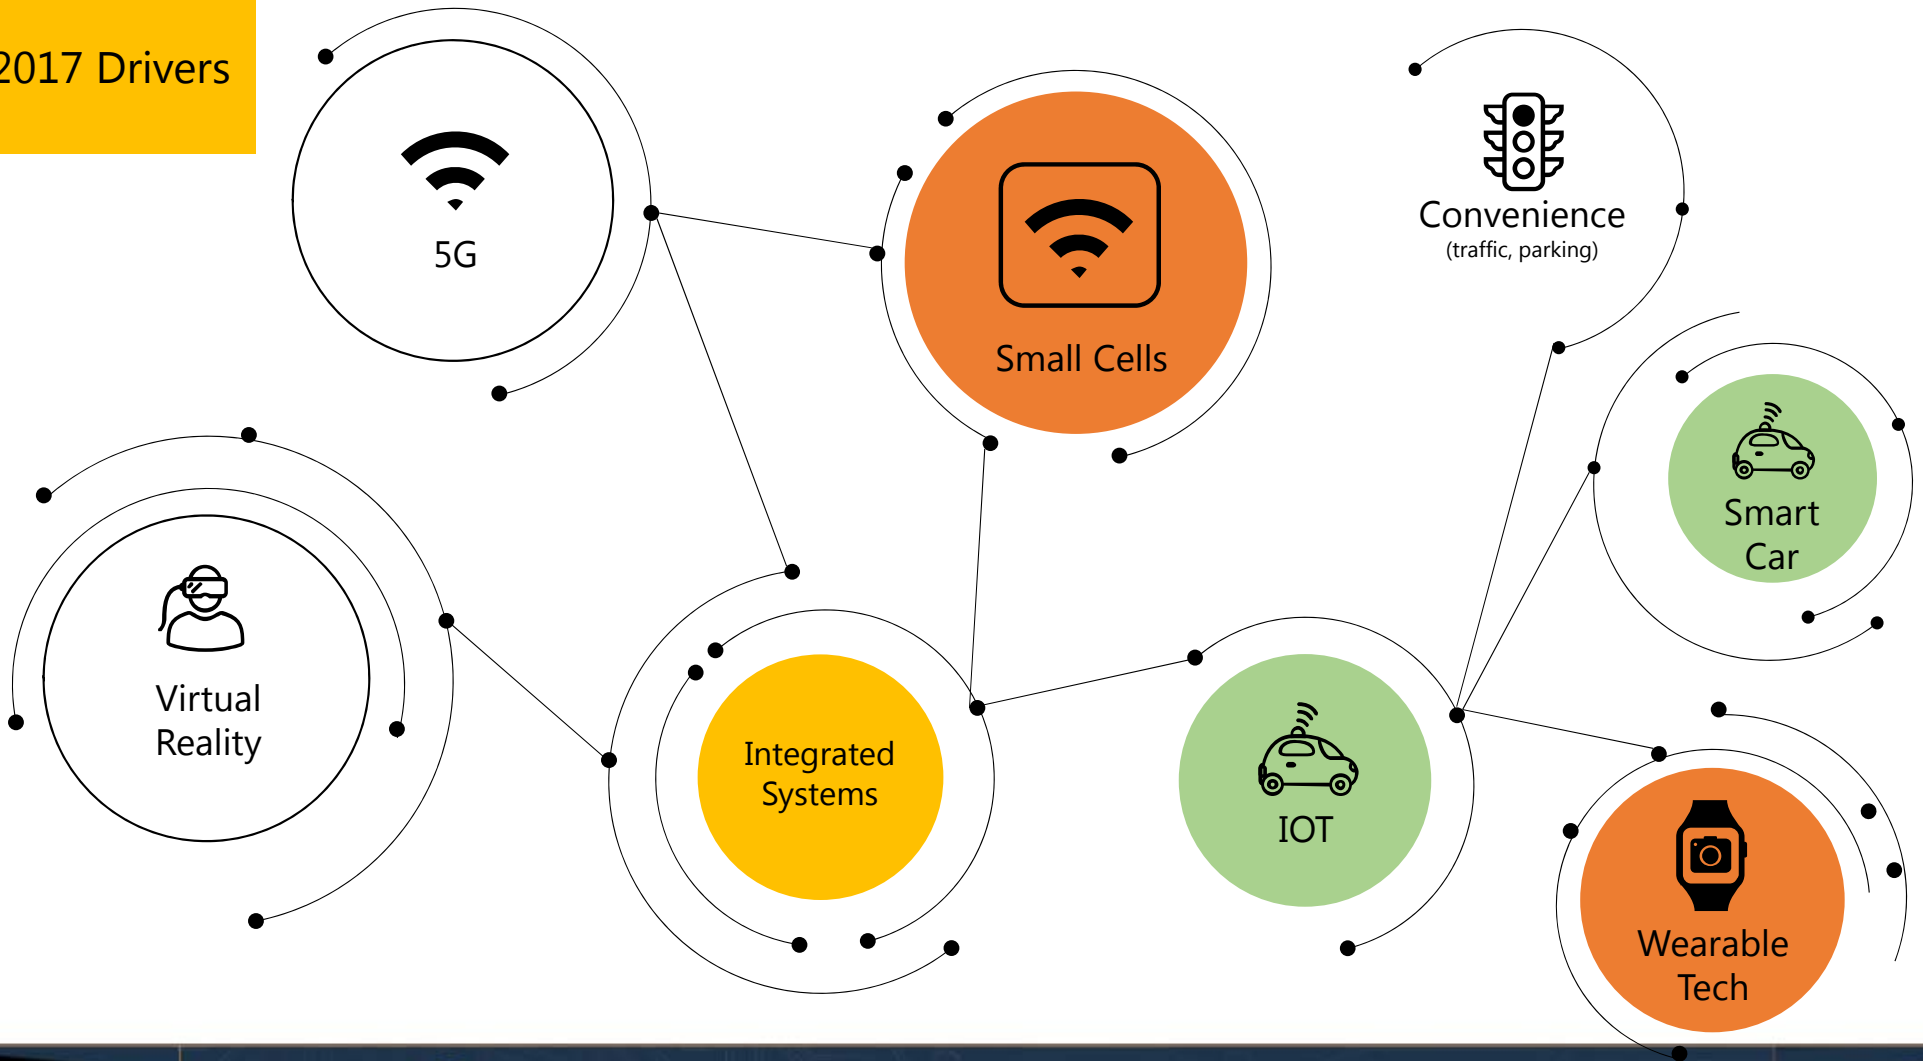 2017 Drivers
5G
Small Cells
Convenience
(traffic, parking)
Smart
Car
Virtual
Reality
Integrated
Systems
IOT
Wearable
Tech